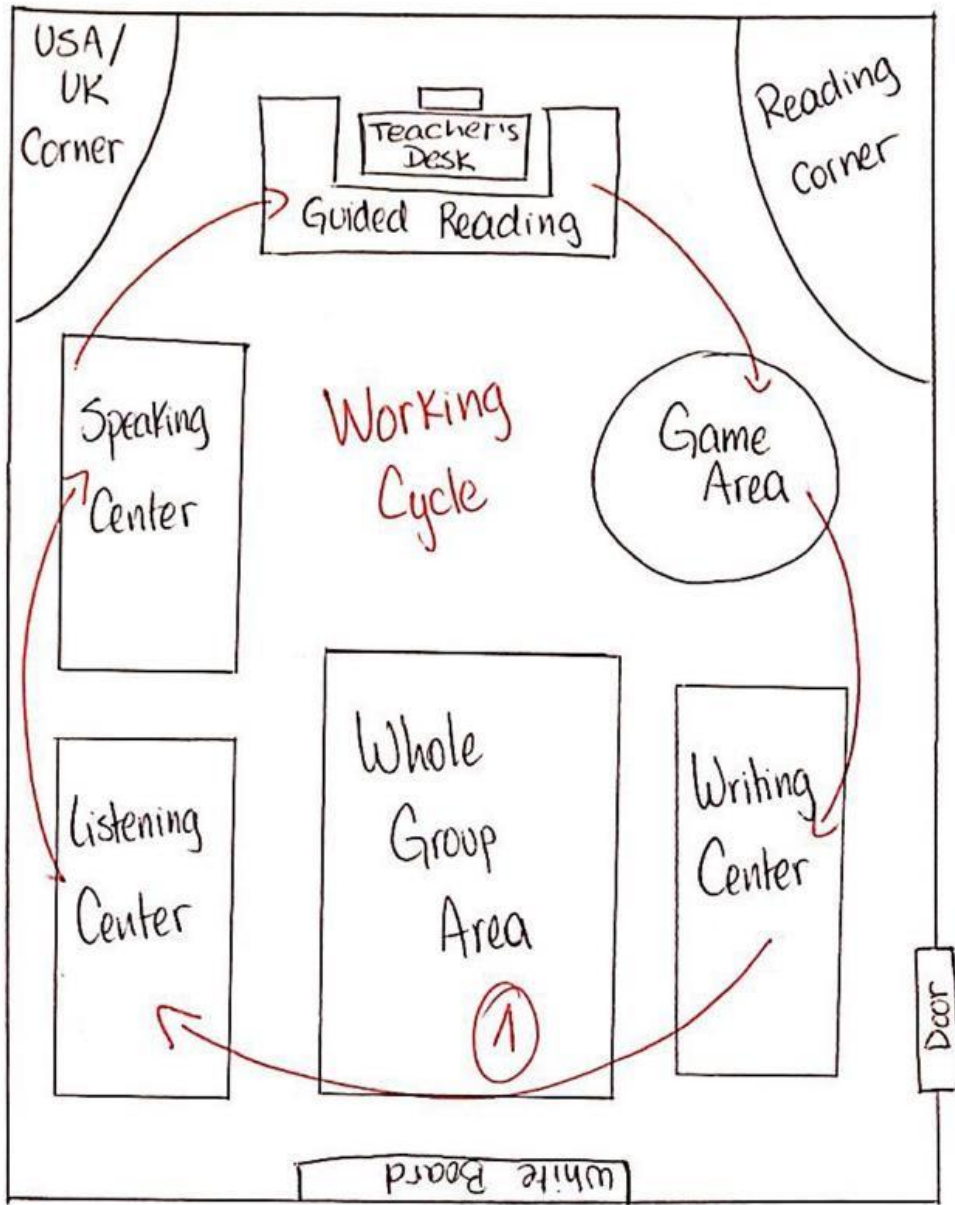 USA/
UK
Corner
Teacher's
Desk
Guided Reading
Reading
Corner
Speaking
Center
Working
Cycle
Game
Area
Listening
Center
Whole
Group
Area
1
Writing
Center
Door
White Board